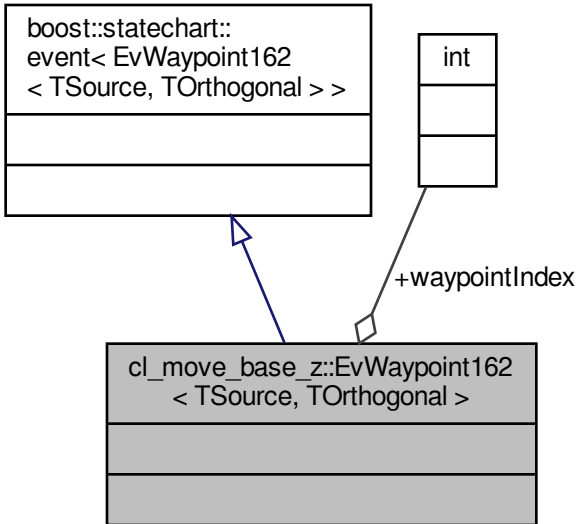 boost::statechart::
event< EvWaypoint162
< TSource, TOrthogonal > >
int
+waypointIndex
cl_move_base_z::EvWaypoint162
< TSource, TOrthogonal >